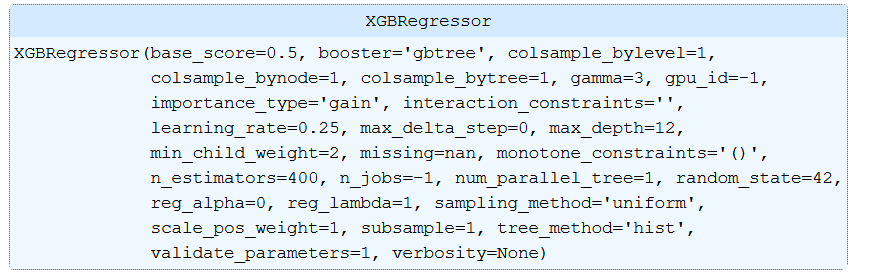 XGBRegressor
XGBRegressor(base_score=0.5, booster='gbtree', colsample_bylevel=1,
colsample_bynode=1, colsample_bytree=1, gamma=3, gpu_id=-1,
importance_type='gain', interaction_constraints='',
learning_rate=0.25, max_delta_step=0, max_depth=12,
min_child_weight=2, missing=nan, monotone_constraints='()',
n_estimators=400, n_jobs=-1, num_parallel_tree=1, random_state=42,
reg_alpha=0, reg_lambda=1, sampling_method='uniform',
scale_pos_weight=1, subsample=1, tree_method='hist',
validate_parameters=1, verbosity=None)